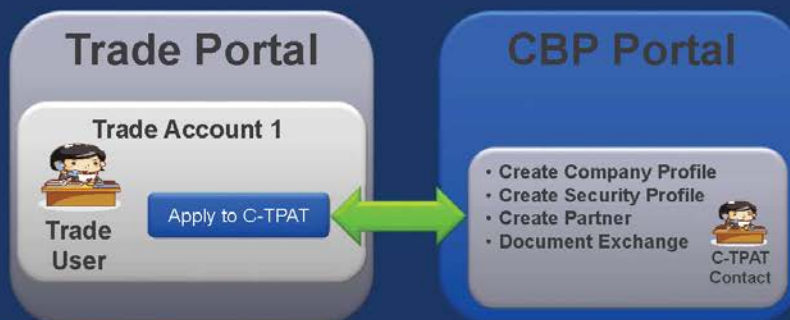 Trade Portal
Trade Account 1
Trade
User
Apply to C-TPAT
CBP Portal
• Create Company Profile
• Create Security Profile
• Create Partner
• Document Exchange
C-TPAT
Contact